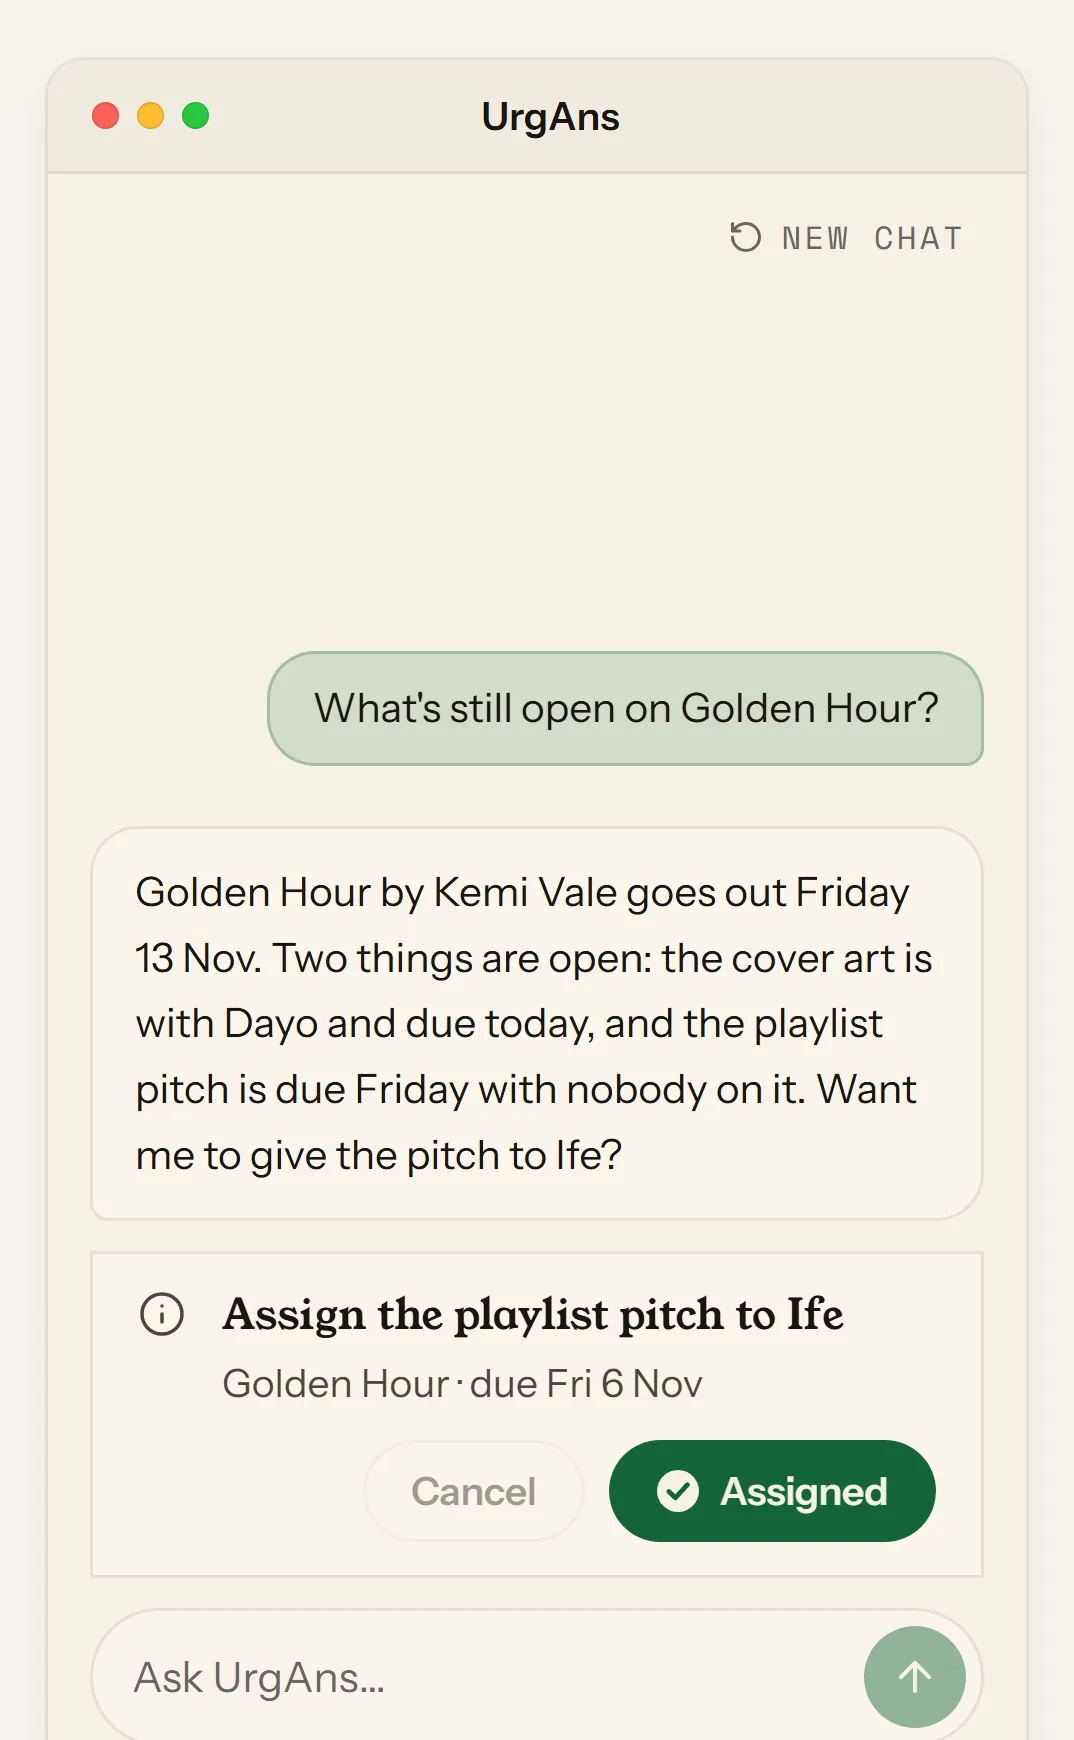 UrgAns
NEW CHAT
What's still open on Golden Hour?
Golden Hour by Kemi Vale goes out Friday
13 Nov. Two things are open: the cover art is
with Dayo and due today, and the playlist
pitch is due Friday with nobody on it. Want
me to give the pitch to Ife?
Assign the playlist pitch to Ife
Golden Hour · due Fri 6 Nov
Cancel
Assigned
Ask UrgAns...